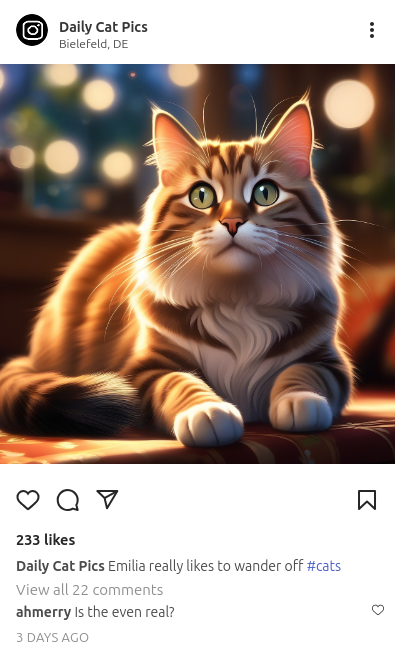 Daily Cat Pics
Bielefeld, DE
233 likes
Daily Cat Pics Emilia really likes to wander off #cats
View all 22 comments
ahmerry Is the even real?
3 DAYS AGO